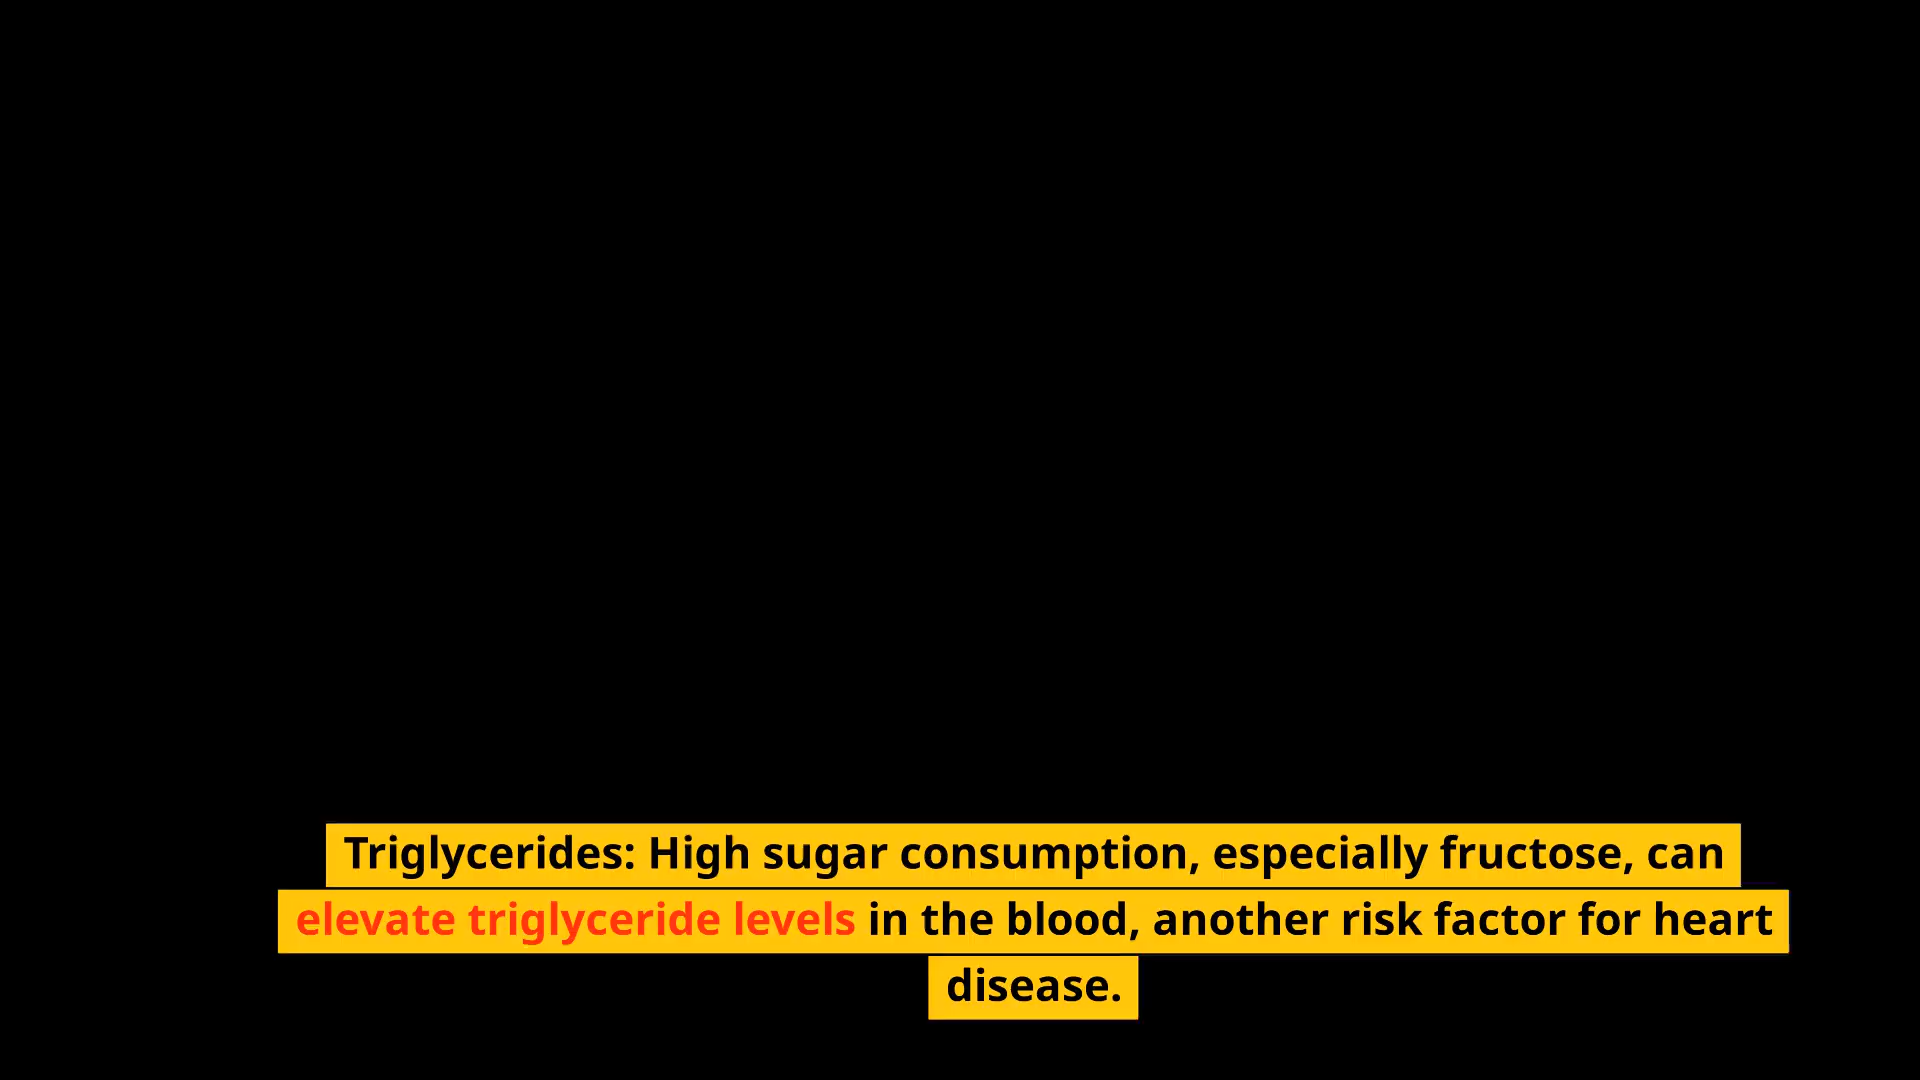 Triglycerides: High sugar consumption, especially fructose, can
elevate triglyceride levels in the blood, another risk factor for heart
disease.